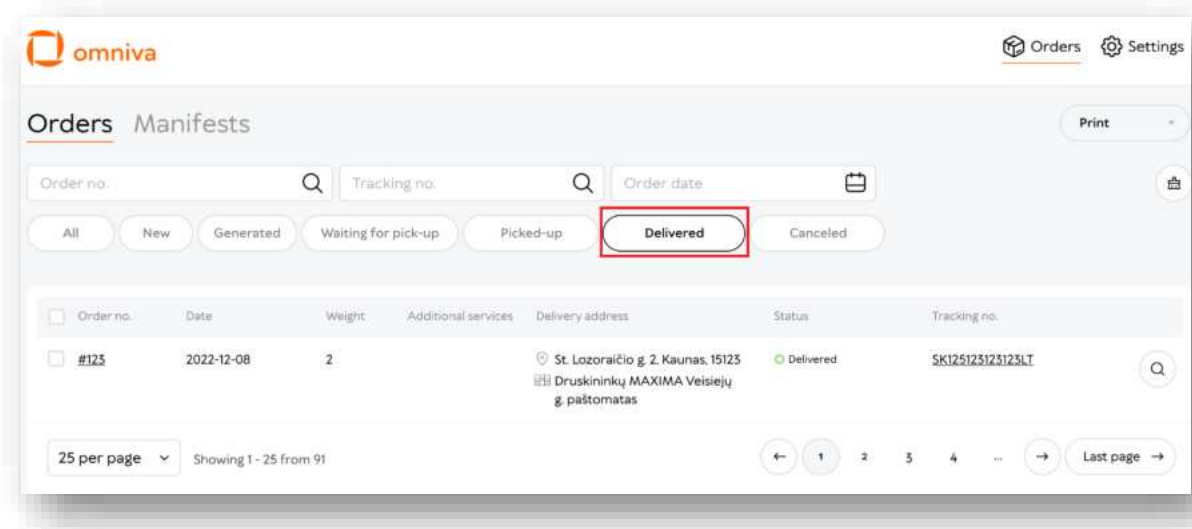 omniva
Orders Settings
Orders Manifests
Print
Order no. Tracking no. Order date
All New Generated Waiting for pick-up Picked-up Delivered Canceled
Order no. Date Weight Additional services Delivery address Status Tracking no.
#123 2022-12-08 2 St. Lozoraičio g. 2, Kaunas, 15123 Delivered SK125123123123LT
Druskininkų MAXIMA Veisiejų
g. paštomatas
25 per page Showing 1 - 25 from 91 1 2 3 4 ... Last page